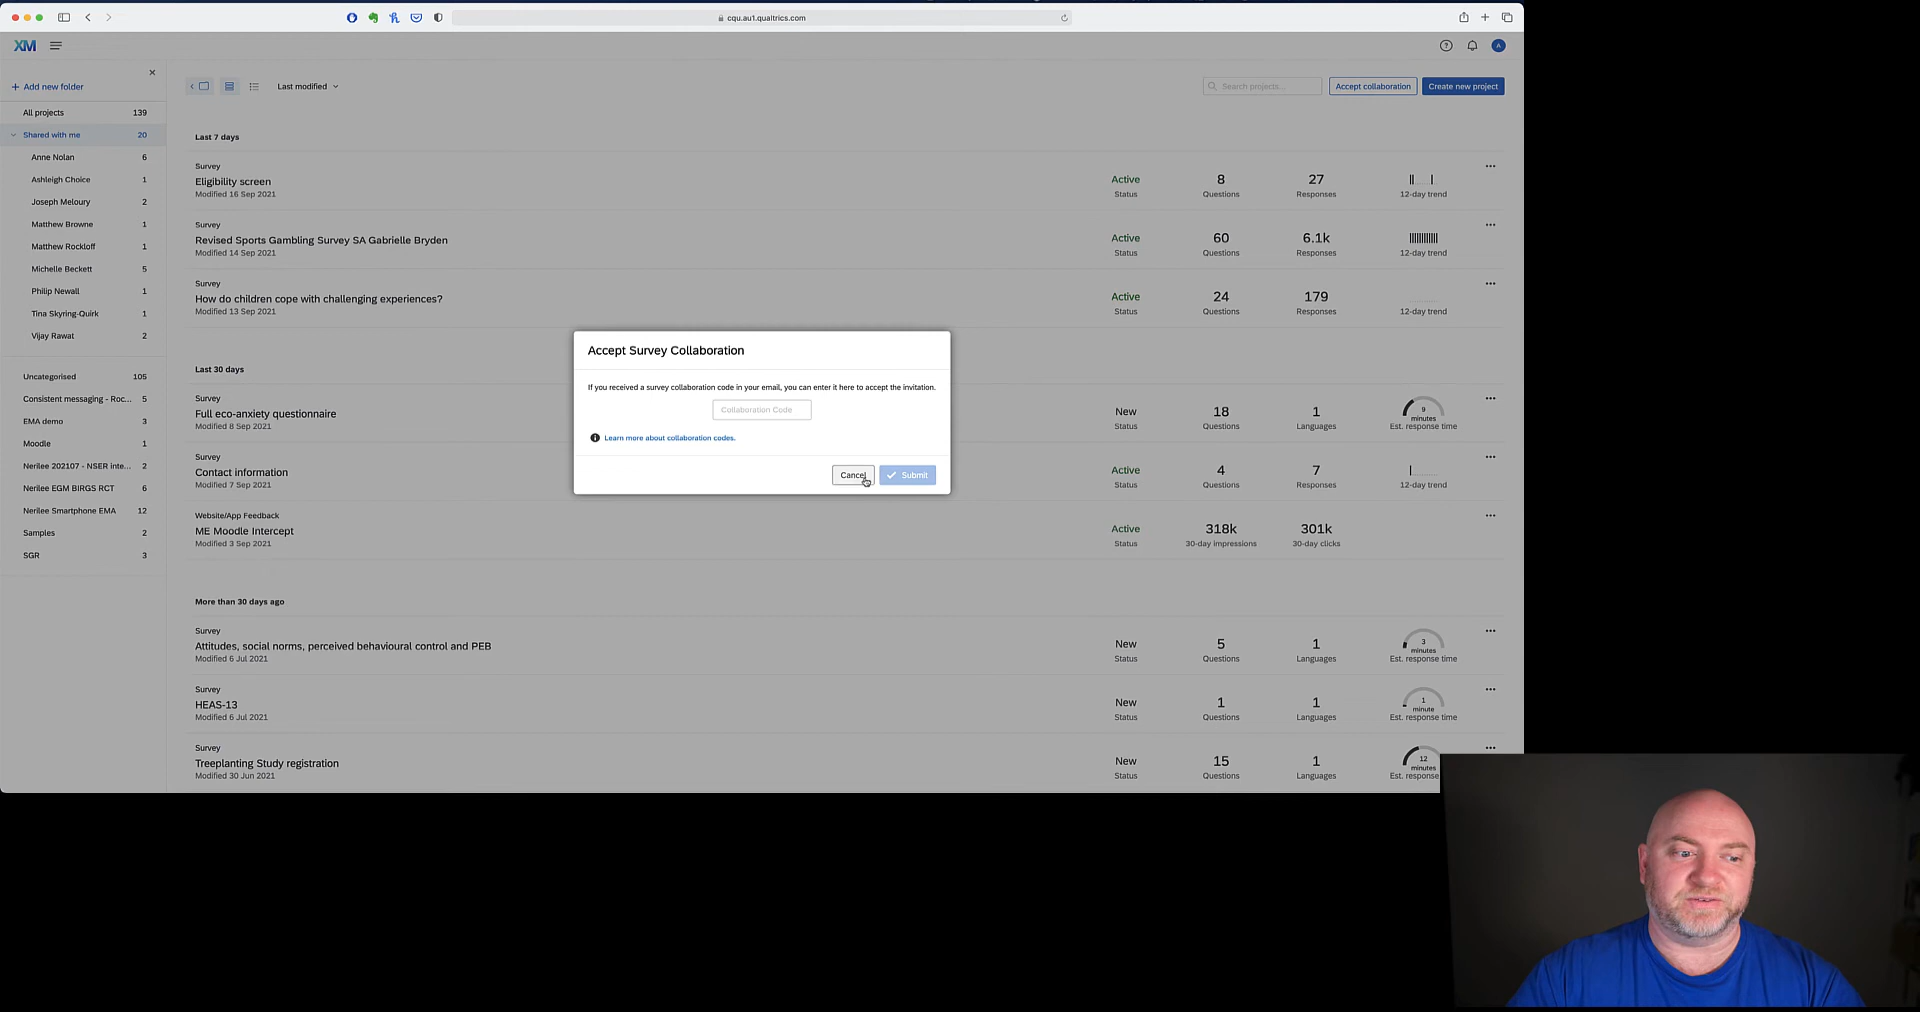 cqu.au1.qualtrics.com
XM
A
Add new folder
Last modified
Search projects...
Accept collaboration
Create new project
All projects 139
Shared with me 20
Anne Nolan 6
Ashleigh Choice 1
Joseph Meloury 2
Matthew Browne 1
Matthew Rockloff 1
Michelle Beckett 5
Philip Newall 1
Tina Skyring-Quirk 1
Vijay Rawat 2
Uncategorised 105
Consistent messaging - Roc... 5
EMA demo 3
Moodle 1
Nerilee 202107 - NSER inte... 2
Nerilee EGM BIRGS RCT 6
Nerilee Smartphone EMA 12
Samples 2
SGR 3
Last 7 days
Survey
Eligibility screen
Modified 16 Sep 2021
Active 8 27
Status Questions Responses 12-day trend
Survey
Revised Sports Gambling Survey SA Gabrielle Bryden
Modified 14 Sep 2021
Active 60 6.1k
Status Questions Responses 12-day trend
Survey
How do children cope with challenging experiences?
Modified 13 Sep 2021
Active 24 179
Status Questions Responses 12-day trend
Accept Survey Collaboration
If you received a survey collaboration code in your email, you can enter it here to accept the invitation.
Collaboration Code
Learn more about collaboration codes.
Cancel
Submit
Last 30 days
Survey
Full eco-anxiety questionnaire
Modified 8 Sep 2021
New 18 1 9 minutes
Status Questions Languages Est. response time
Survey
Contact information
Modified 7 Sep 2021
Active 4 7
Status Questions Responses 12-day trend
Website/App Feedback
ME Moodle Intercept
Modified 3 Sep 2021
Active 318k 301k
Status 30-day impressions 30-day clicks
More than 30 days ago
Survey
Attitudes, social norms, perceived behavioural control and PEB
Modified 6 Jul 2021
New 5 1 3 minutes
Status Questions Languages Est. response time
Survey
HEAS-13
Modified 6 Jul 2021
New 1 1 1 minute
Status Questions Languages Est. response time
Survey
Treeplanting Study registration
Modified 30 Jun 2021
New 15 1 12 minutes
Status Questions Languages Est. response